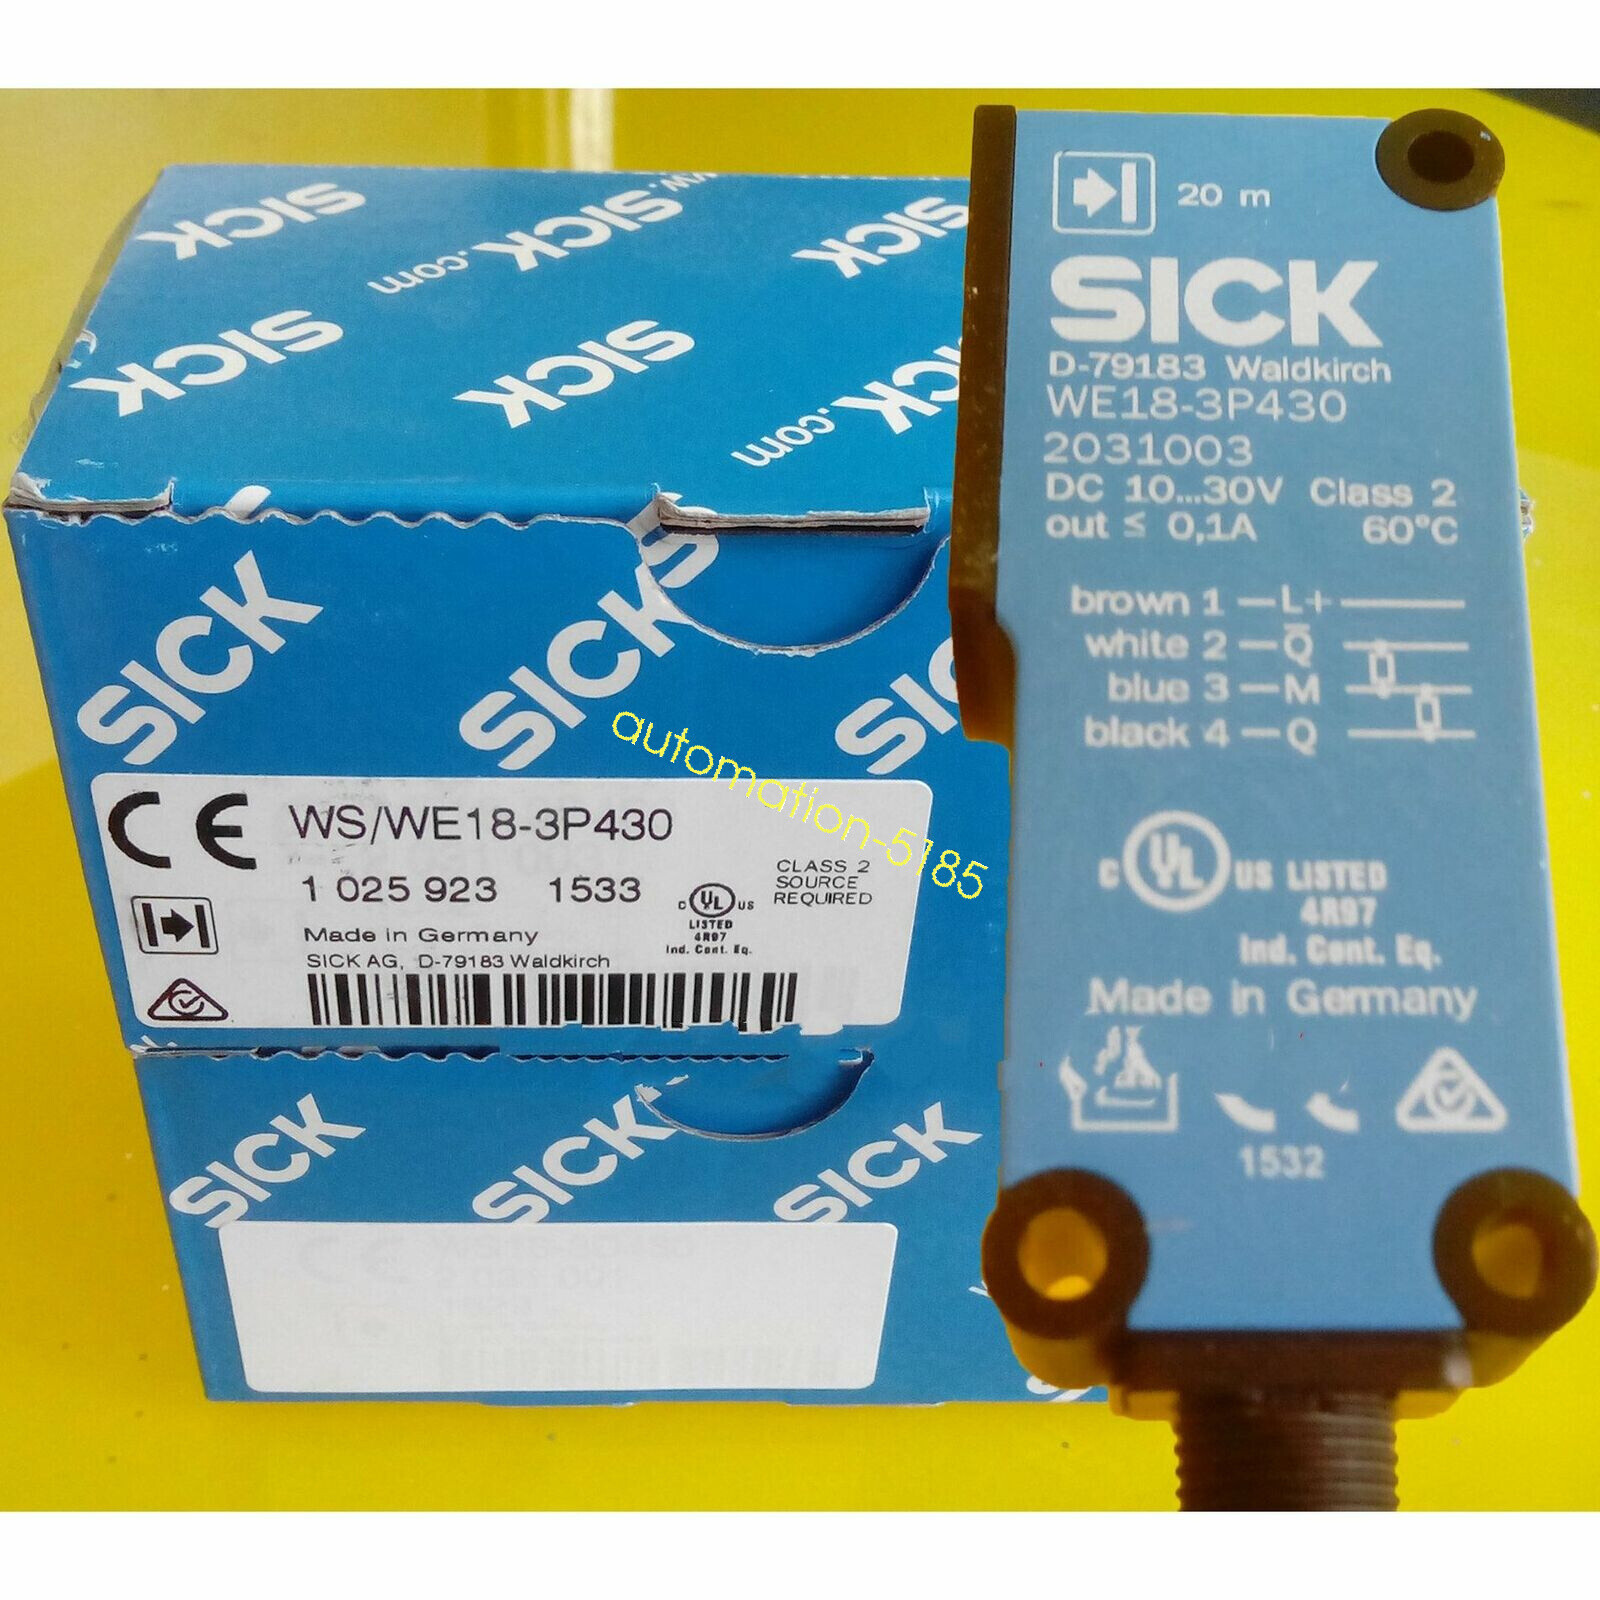 SICK
SICK
www.SICK
.com
SICK
SICK
SICK
SICK
.com
SICK
SICK
SICK
CE
WS/WE18-3P430
1 025 923 1533
CLASS 2
SOURCE
REQUIRED
c UL US
LISTED
4R97
Ind. Cont. Eq.
Made in Germany
SICK AG, D-79183 Waldkirch
SICK
SICK
SICK
automation-5185
20 m
SICK
D-79183 Waldkirch
WE18-3P430
2031003
DC 10...30V Class 2
out ≤ 0,1A 60°C
brown 1 — L+
white 2 — Q̅
blue 3 — M
black 4 — Q
c UL US LISTED
4R97
Ind. Cont. Eq.
Made in Germany
1532